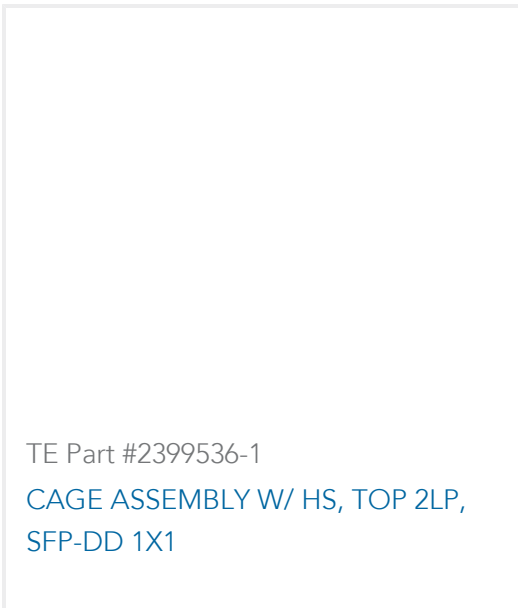 TE Part #2399536-1
CAGE ASSEMBLY W/ HS, TOP 2LP,
SFP-DD 1X1